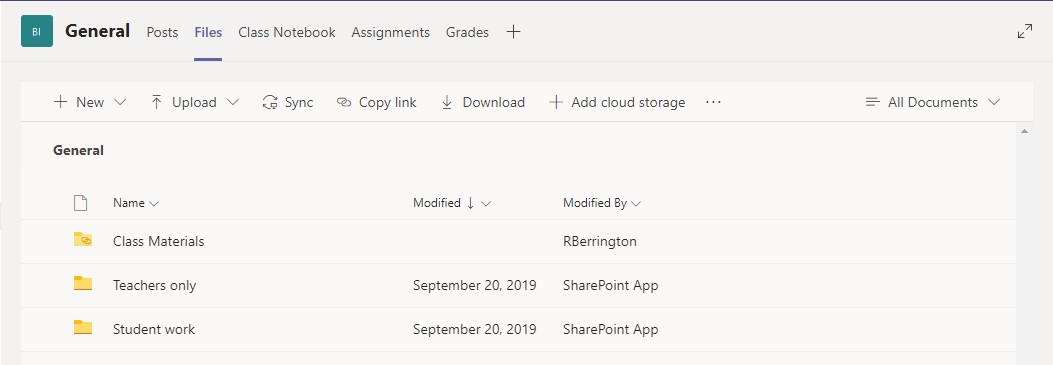 BI General Posts Files Class Notebook Assignments Grades
New Upload Sync Copy link Download Add cloud storage ... All Documents
General
Name Modified Modified By
Class Materials RBerrington
Teachers only September 20, 2019 SharePoint App
Student work September 20, 2019 SharePoint App